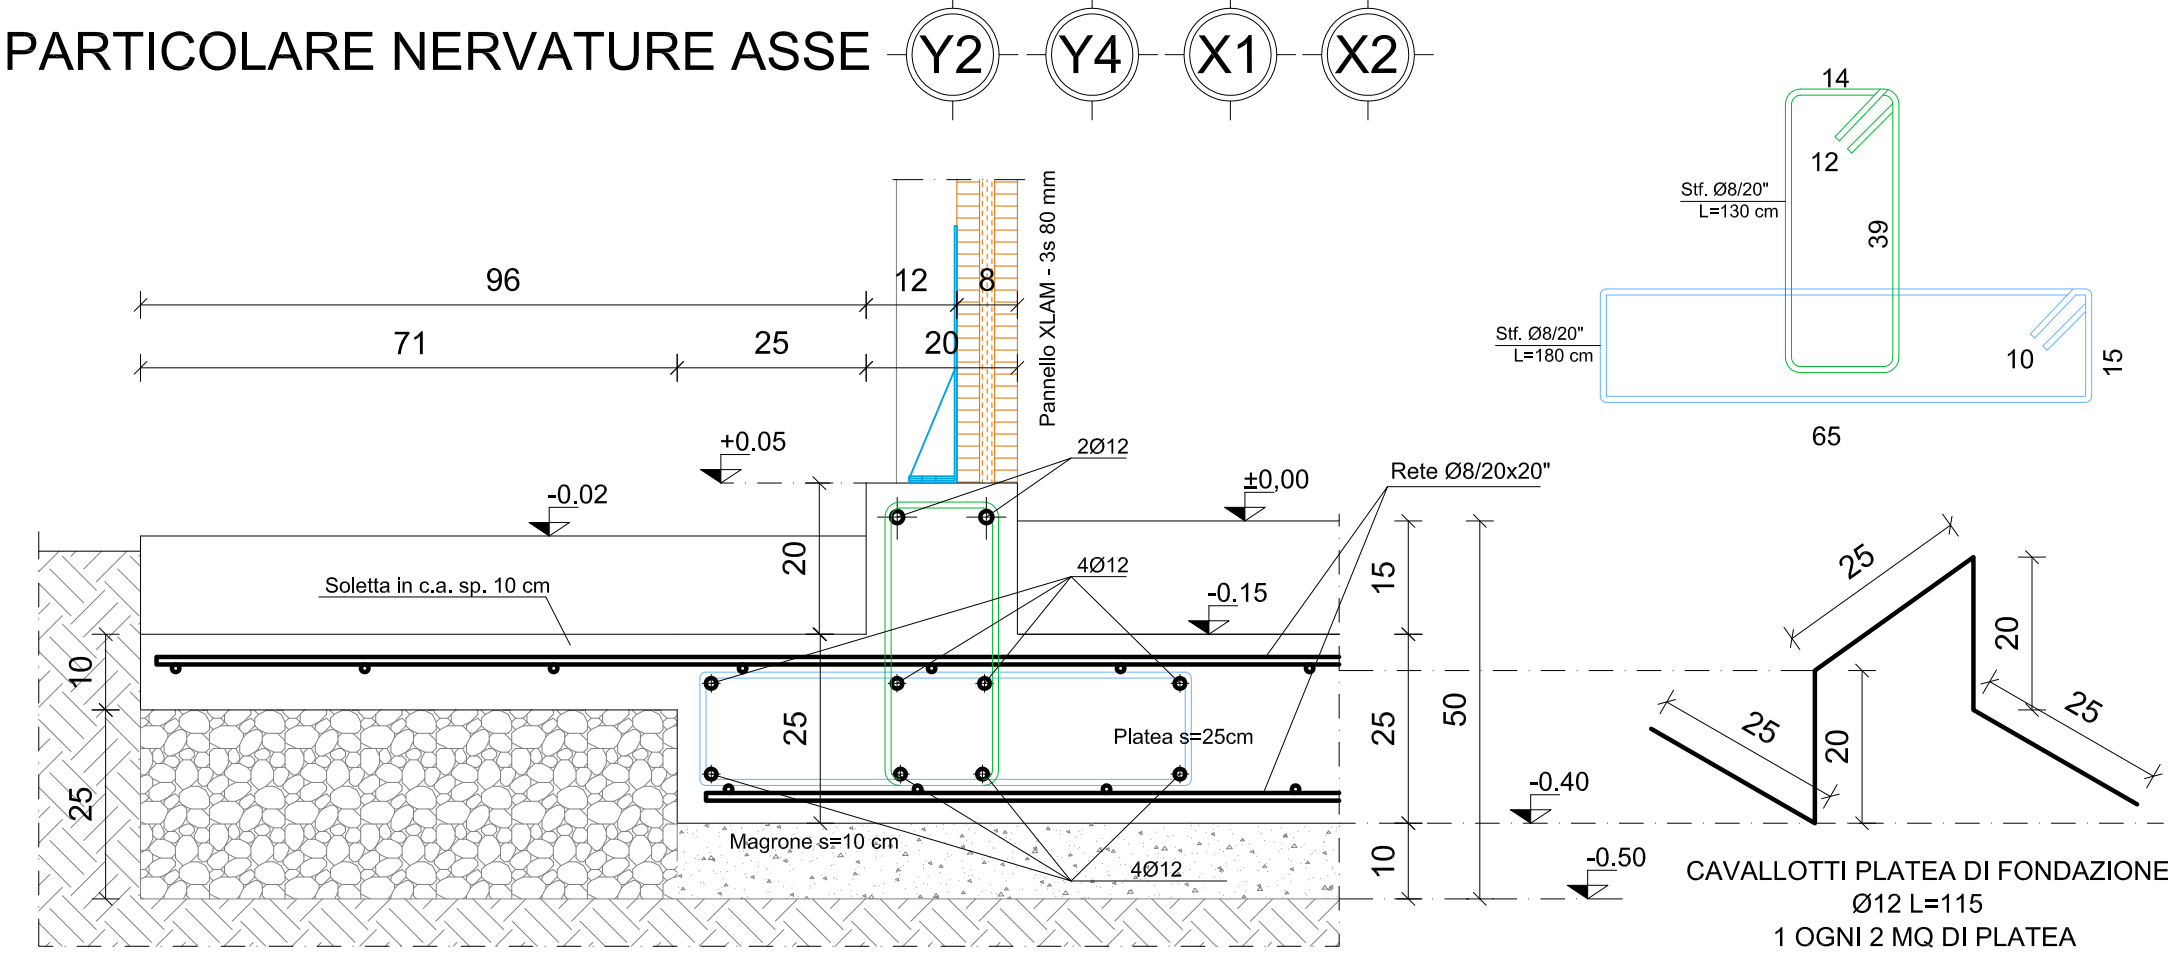 PARTICOLARE NERVATURE ASSE Y2 Y4 X1 X2
14
12
39
Stf. Ø8/20"
L=130 cm
Stf. Ø8/20"
L=180 cm
10
15
65
96
12
8
71
25
20
Pannello XLAM - 3s 80 mm
+0.05
-0.02
2Ø12
±0,00
Rete Ø8/20x20"
20
4Ø12
15
Soletta in c.a. sp. 10 cm
-0.15
10
25
25
Platea s=25cm
25
50
-0.40
Magrone s=10 cm
4Ø12
10
-0.50
25
20
25
20
25
CAVALLOTTI PLATEA DI FONDAZIONE
Ø12 L=115
1 OGNI 2 MQ DI PLATEA